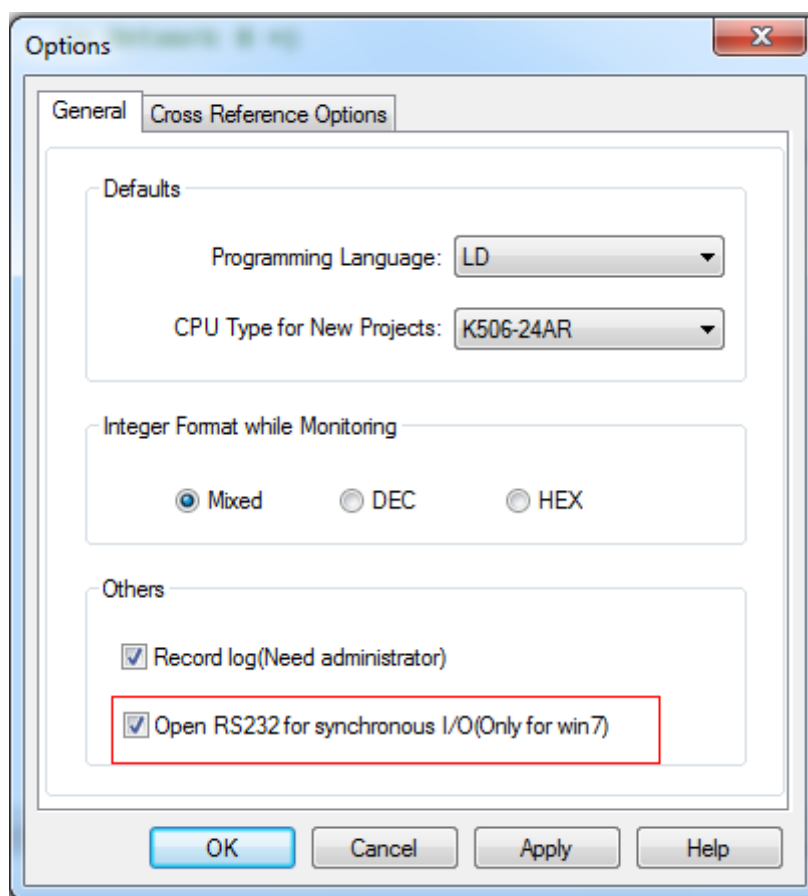 Options
General
Cross Reference Options
Defaults
Programming Language:
LD
CPU Type for New Projects:
K506-24AR
Integer Format while Monitoring
Mixed
DEC
HEX
Others
Record log(Need administrator)
Open RS232 for synchronous I/O(Only for win7)
OK
Cancel
Apply
Help